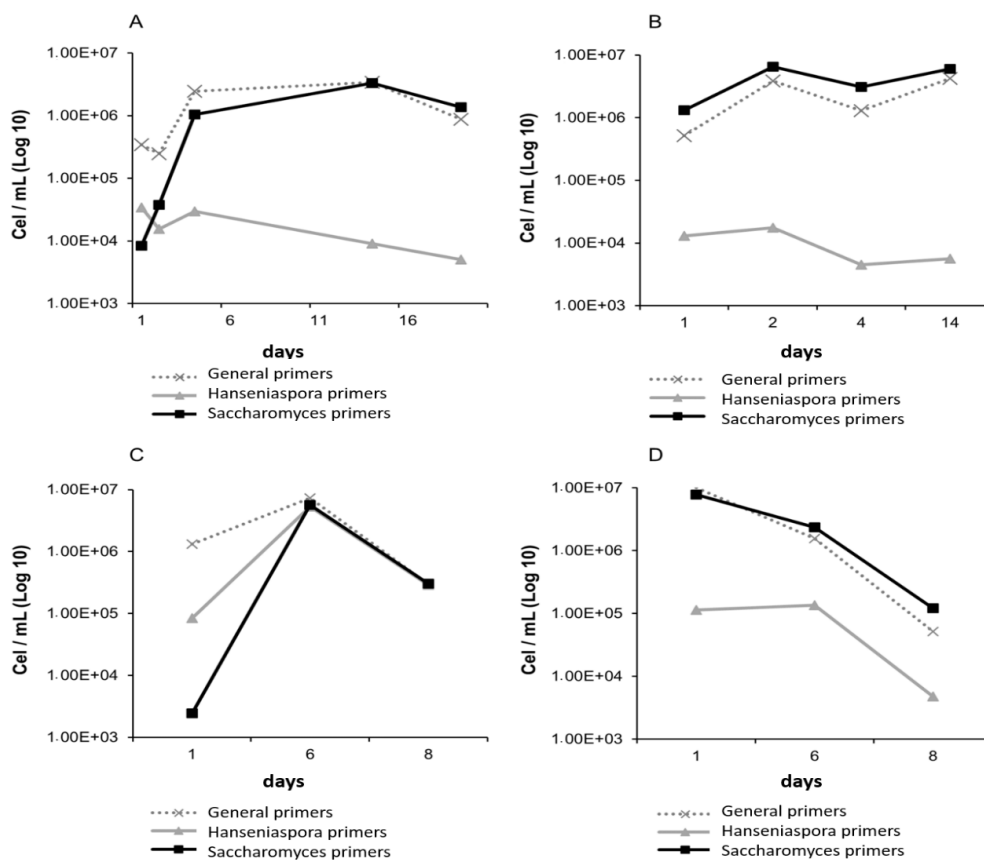 A
1.00E+07
1.00E+06
1.00E+05
1.00E+04
1.00E+03
Cel / mL (Log 10)
1 6 11 16
days
General primers
Hanseniaspora primers
Saccharomyces primers
B
1.00E+07
1.00E+06
1.00E+05
1.00E+04
1.00E+03
Cel / mL (Log 10)
1 2 4 14
days
General primers
Hanseniaspora primers
Saccharomyces primers
C
1.00E+07
1.00E+06
1.00E+05
1.00E+04
1.00E+03
Cel / mL (Log 10)
1 6 8
days
General primers
Hanseniaspora primers
Saccharomyces primers
D
1.00E+07
1.00E+06
1.00E+05
1.00E+04
1.00E+03
Cel / mL (Log 10)
1 6 8
days
General primers
Hanseniaspora primers
Saccharomyces primers